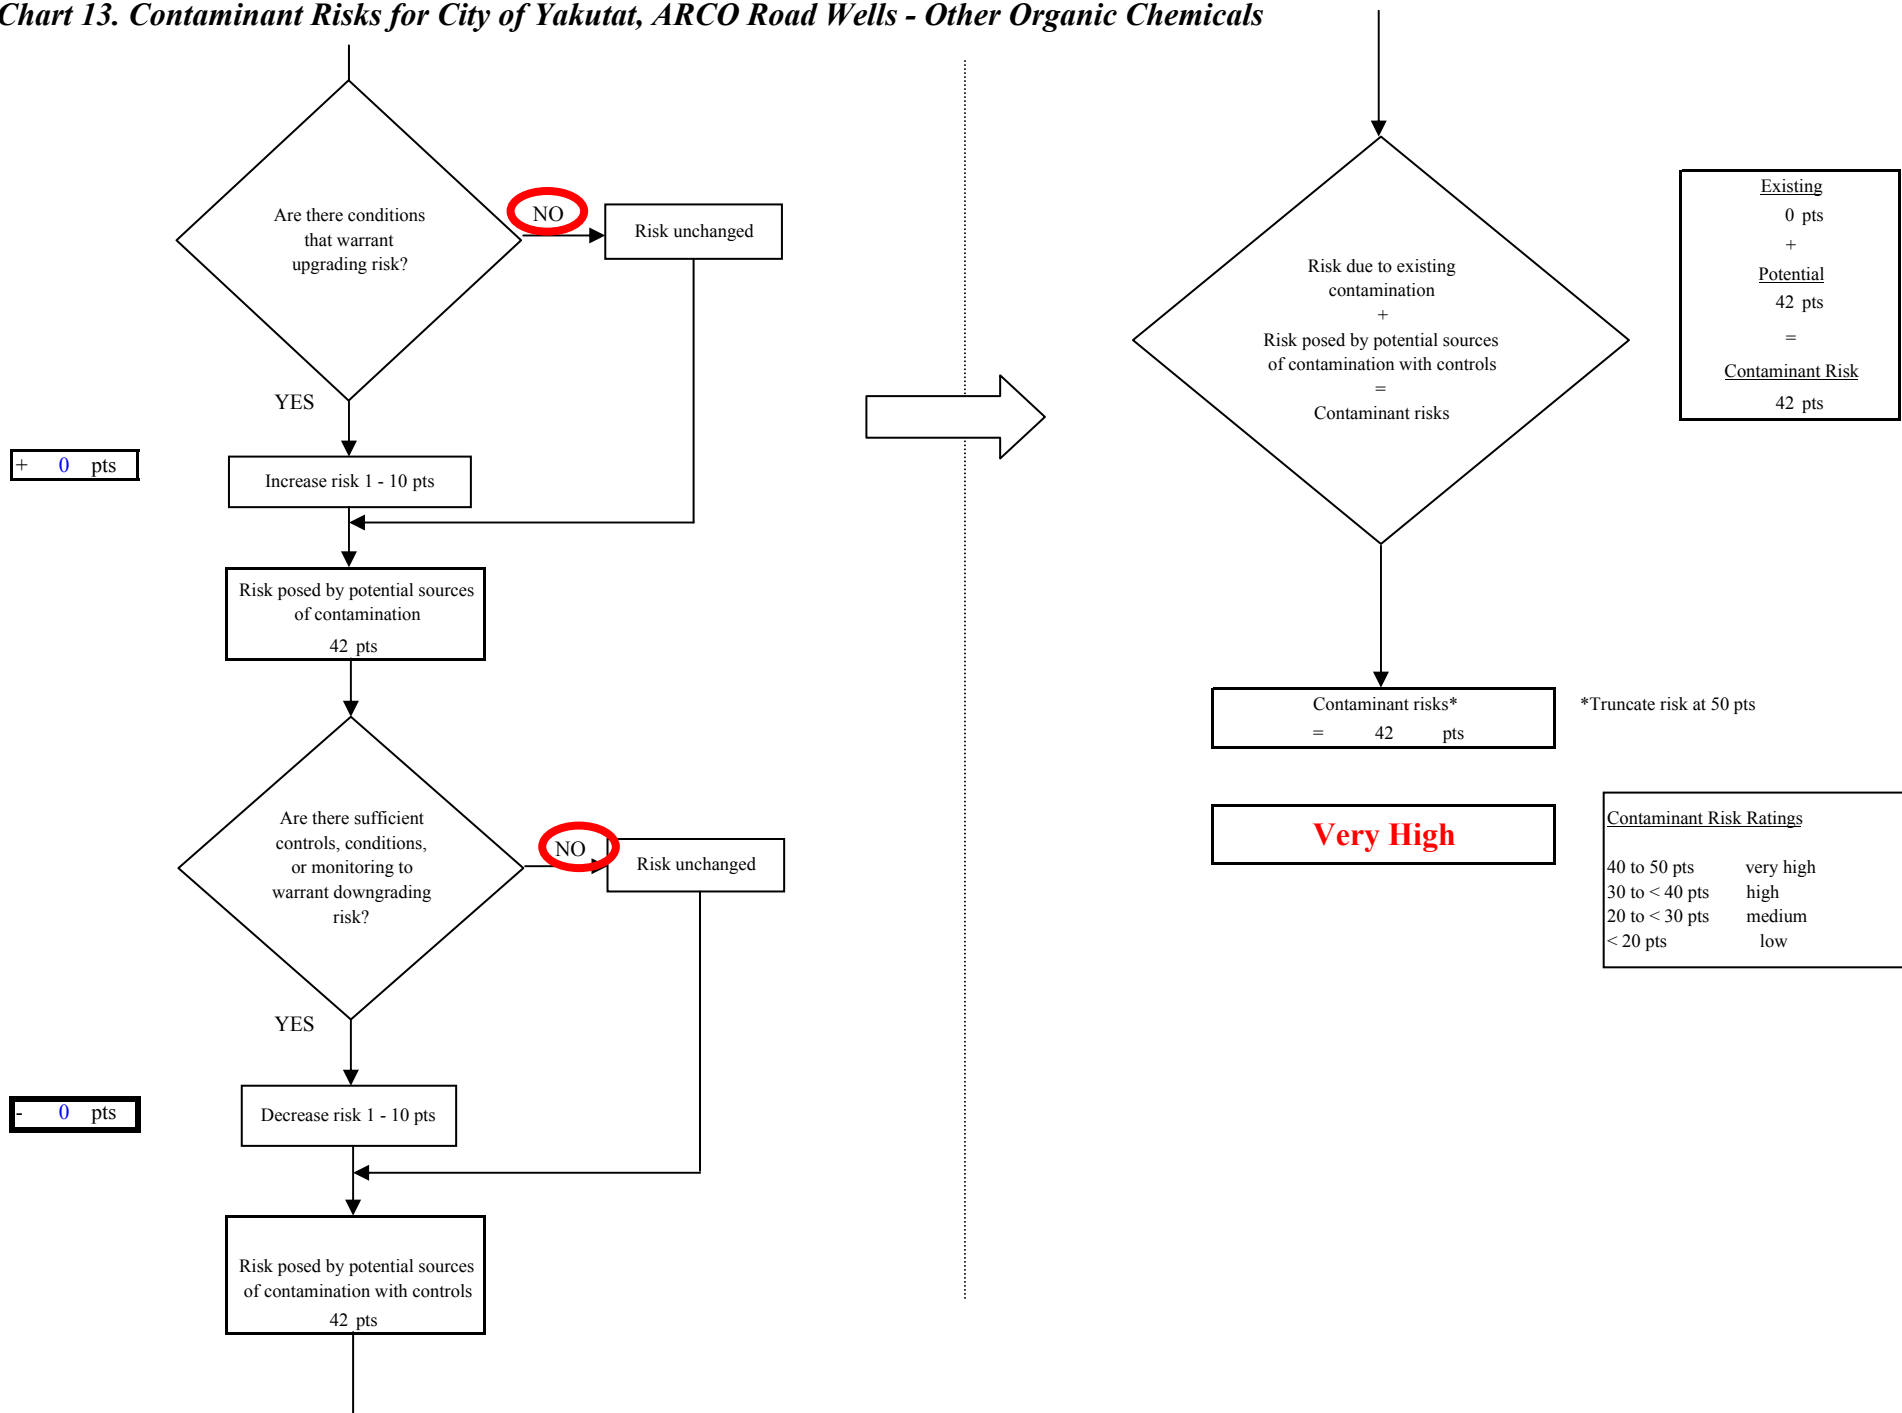 Chart 13. Contaminant Risks for City of Yakutat, ARCO Road Wells - Other Organic Chemicals
Are there conditions
that warrant
upgrading risk?
NO
Risk unchanged
YES
+ 0 pts
Increase risk 1 - 10 pts
Risk posed by potential sources
of contamination
42 pts
Are there sufficient
controls, conditions,
or monitoring to
warrant downgrading
risk?
NO
Risk unchanged
YES
- 0 pts
Decrease risk 1 - 10 pts
Risk posed by potential sources
of contamination with controls
42 pts
Risk due to existing
contamination
+
Risk posed by potential sources
of contamination with controls
=
Contaminant risks
Existing
0 pts
+
Potential
42 pts
=
Contaminant Risk
42 pts
Contaminant risks*
= 42 pts
*Truncate risk at 50 pts
Very High
Contaminant Risk Ratings
40 to 50 pts very high
30 to < 40 pts high
20 to < 30 pts medium
< 20 pts low